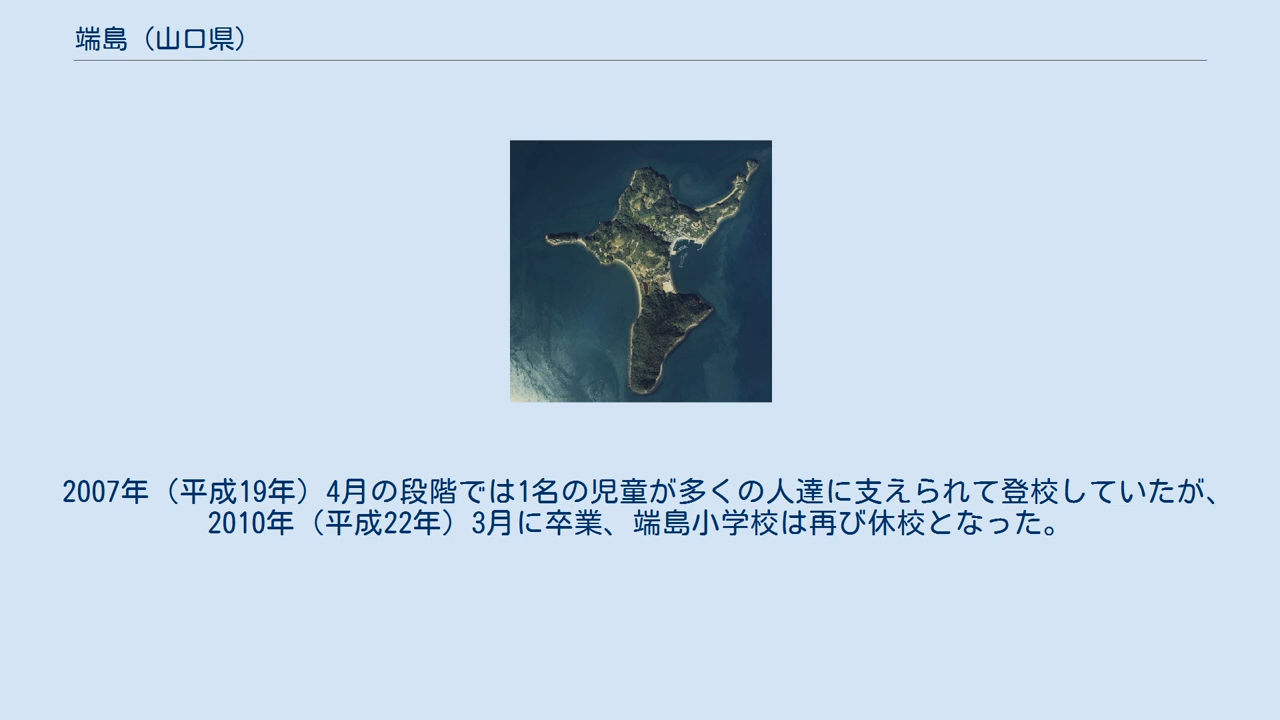 端島（山口県）
2007年（平成19年）4月の段階では1名の児童が多くの人達に支えられて登校していたが、
2010年（平成22年）3月に卒業、端島小学校は再び休校となった。